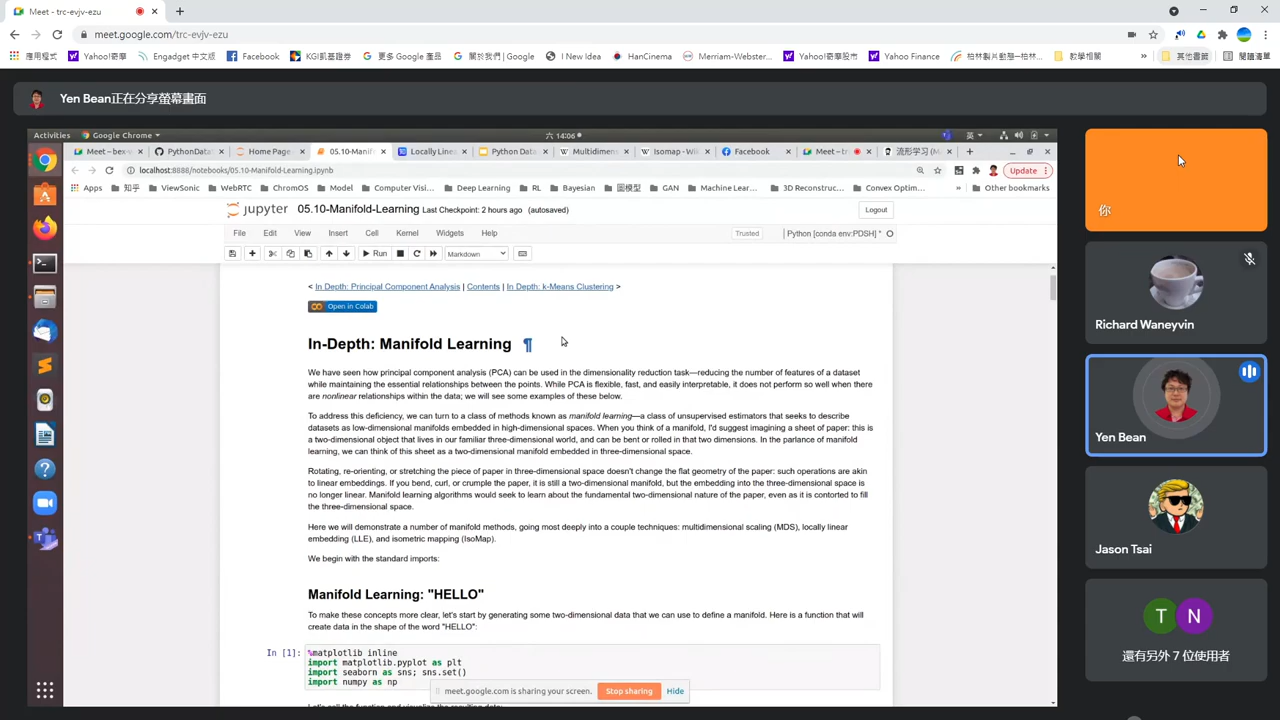 Meet - trc-evjv-ezu
meet.google.com/trc-evjv-ezu
應用程式 Yahoo!奇摩 Engadget 中文版 Facebook KGI凱基證券 更多 Google 產品 關於我們 | Google I New Idea HanCinema Merriam-Webster... Yahoo!奇摩股市 Yahoo Finance 柏林製片動態─柏林... 教學相關 » 其他書籤 閱讀清單
Yen Bean正在分享螢幕畫面
Activities Google Chrome 六 14:06 英
Meet – bex-v PythonDat Home Page 05.10-Manifo Locally Line Python Data Multidimens Isomap - Wi Facebook Meet – tr 流形学习 (M
localhost:8888/notebooks/05.10-Manifold-Learning.ipynb Update
Apps 知乎 ViewSonic WebRTC ChromOS Model Computer Visi... Deep Learning RL Bayesian 圖模型 GAN Machine Lear... 3D Reconstruc... Convex Optim... » Other bookmarks
jupyter 05.10-Manifold-Learning Last Checkpoint: 2 hours ago (autosaved) Logout
File Edit View Insert Cell Kernel Widgets Help Trusted Python [conda env:PDSH] *
Run Markdown
< In Depth: Principal Component Analysis | Contents | In Depth: k-Means Clustering >
Open in Colab
In-Depth: Manifold Learning ¶
We have seen how principal component analysis (PCA) can be used in the dimensionality reduction task—reducing the number of features of a dataset
while maintaining the essential relationships between the points. While PCA is flexible, fast, and easily interpretable, it does not perform so well when there
are nonlinear relationships within the data; we will see some examples of these below.
To address this deficiency, we can turn to a class of methods known as manifold learning—a class of unsupervised estimators that seeks to describe
datasets as low-dimensional manifolds embedded in high-dimensional spaces. When you think of a manifold, I'd suggest imagining a sheet of paper: this is
a two-dimensional object that lives in our familiar three-dimensional world, and can be bent or rolled in that two dimensions. In the parlance of manifold
learning, we can think of this sheet as a two-dimensional manifold embedded in three-dimensional space.
Rotating, re-orienting, or stretching the piece of paper in three-dimensional space doesn't change the flat geometry of the paper: such operations are akin
to linear embeddings. If you bend, curl, or crumple the paper, it is still a two-dimensional manifold, but the embedding into the three-dimensional space is
no longer linear. Manifold learning algorithms would seek to learn about the fundamental two-dimensional nature of the paper, even as it is contorted to fill
the three-dimensional space.
Here we will demonstrate a number of manifold methods, going most deeply into a couple techniques: multidimensional scaling (MDS), locally linear
embedding (LLE), and isometric mapping (IsoMap).
We begin with the standard imports:
Manifold Learning: "HELLO"
To make these concepts more clear, let's start by generating some two-dimensional data that we can use to define a manifold. Here is a function that will
create data in the shape of the word "HELLO":
In [1]: %matplotlib inline
import matplotlib.pyplot as plt
import seaborn as sns; sns.set()
import numpy as np
meet.google.com is sharing your screen. Stop sharing Hide
你
Richard Waneyvin
Yen Bean
Jason Tsai
T N
還有另外 7 位使用者